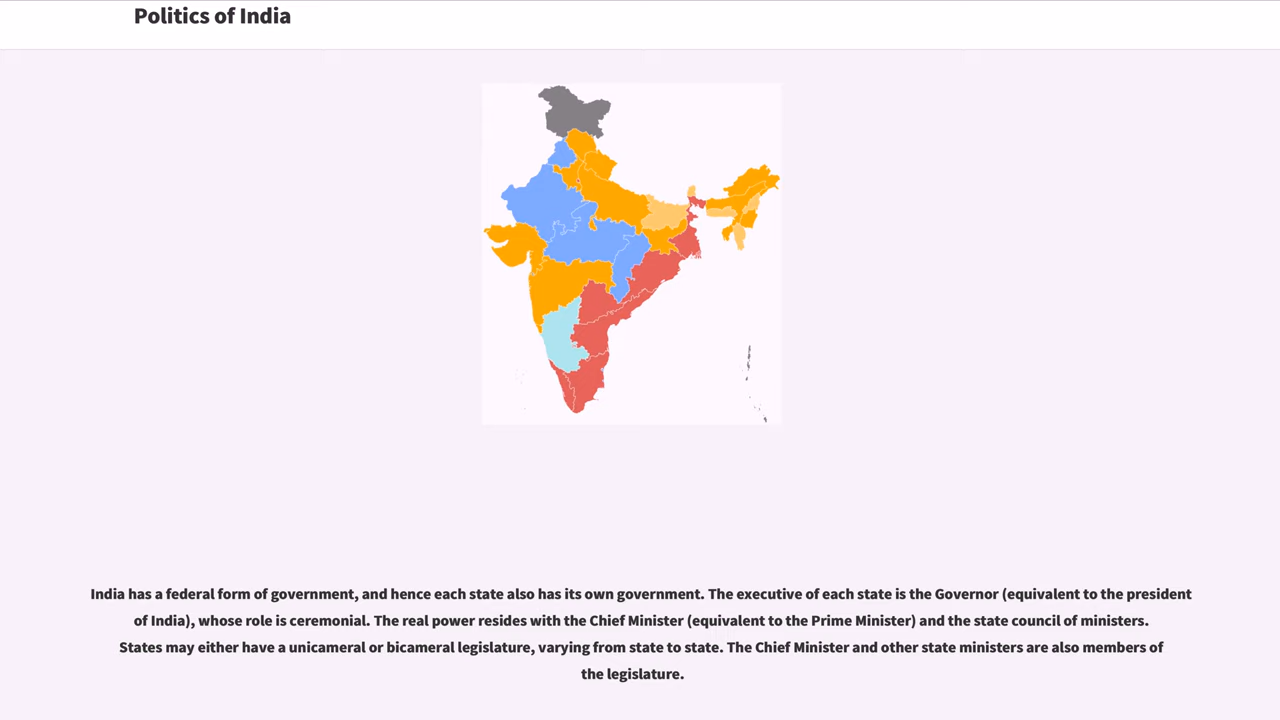 Politics of India
India has a federal form of government, and hence each state also has its own government. The executive of each state is the Governor (equivalent to the president
of India), whose role is ceremonial. The real power resides with the Chief Minister (equivalent to the Prime Minister) and the state council of ministers.
States may either have a unicameral or bicameral legislature, varying from state to state. The Chief Minister and other state ministers are also members of
the legislature.